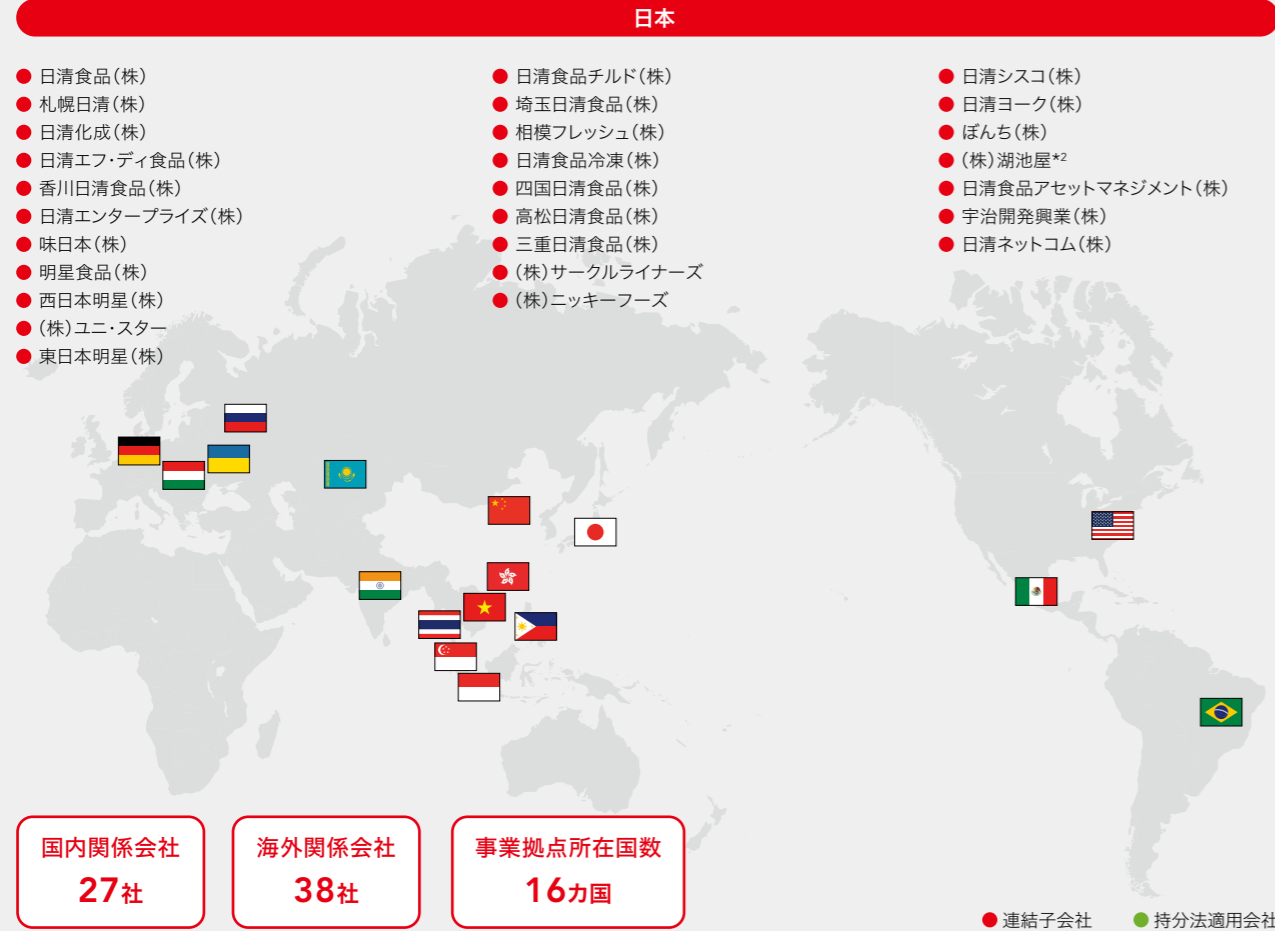 日本
● 日清食品(株)
● 札幌日清(株)
● 日清化成(株)
● 日清エフ・ディ食品(株)
● 香川日清食品(株)
● 日清エンタープライズ(株)
● 味日本(株)
● 明星食品(株)
● 西日本明星(株)
● (株)ユニ・スター
● 東日本明星(株)
● 日清食品チルド(株)
● 埼玉日清食品(株)
● 相模フレッシュ(株)
● 日清食品冷凍(株)
● 四国日清食品(株)
● 高松日清食品(株)
● 三重日清食品(株)
● (株)サークルライナーズ
● (株)ニッキーフーズ
● 日清シスコ(株)
● 日清ヨーク(株)
● ぼんち(株)
● (株)湖池屋*2
● 日清食品アセットマネジメント(株)
● 宇治開発興業(株)
● 日清ネットコム(株)
国内関係会社
27社
海外関係会社
38社
事業拠点所在国数
16カ国
● 連結子会社 ● 持分法適用会社